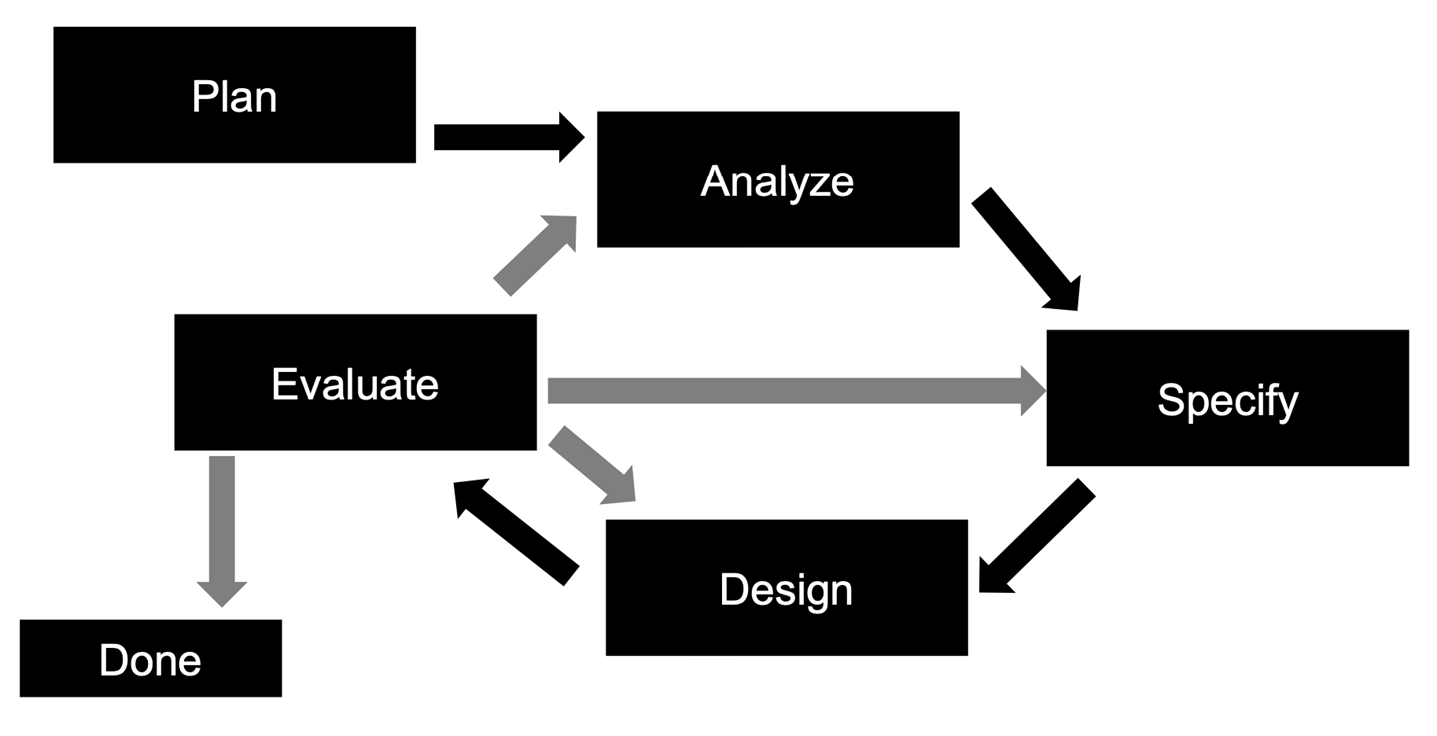 Plan
Analyze
Evaluate
Specify
Design
Done